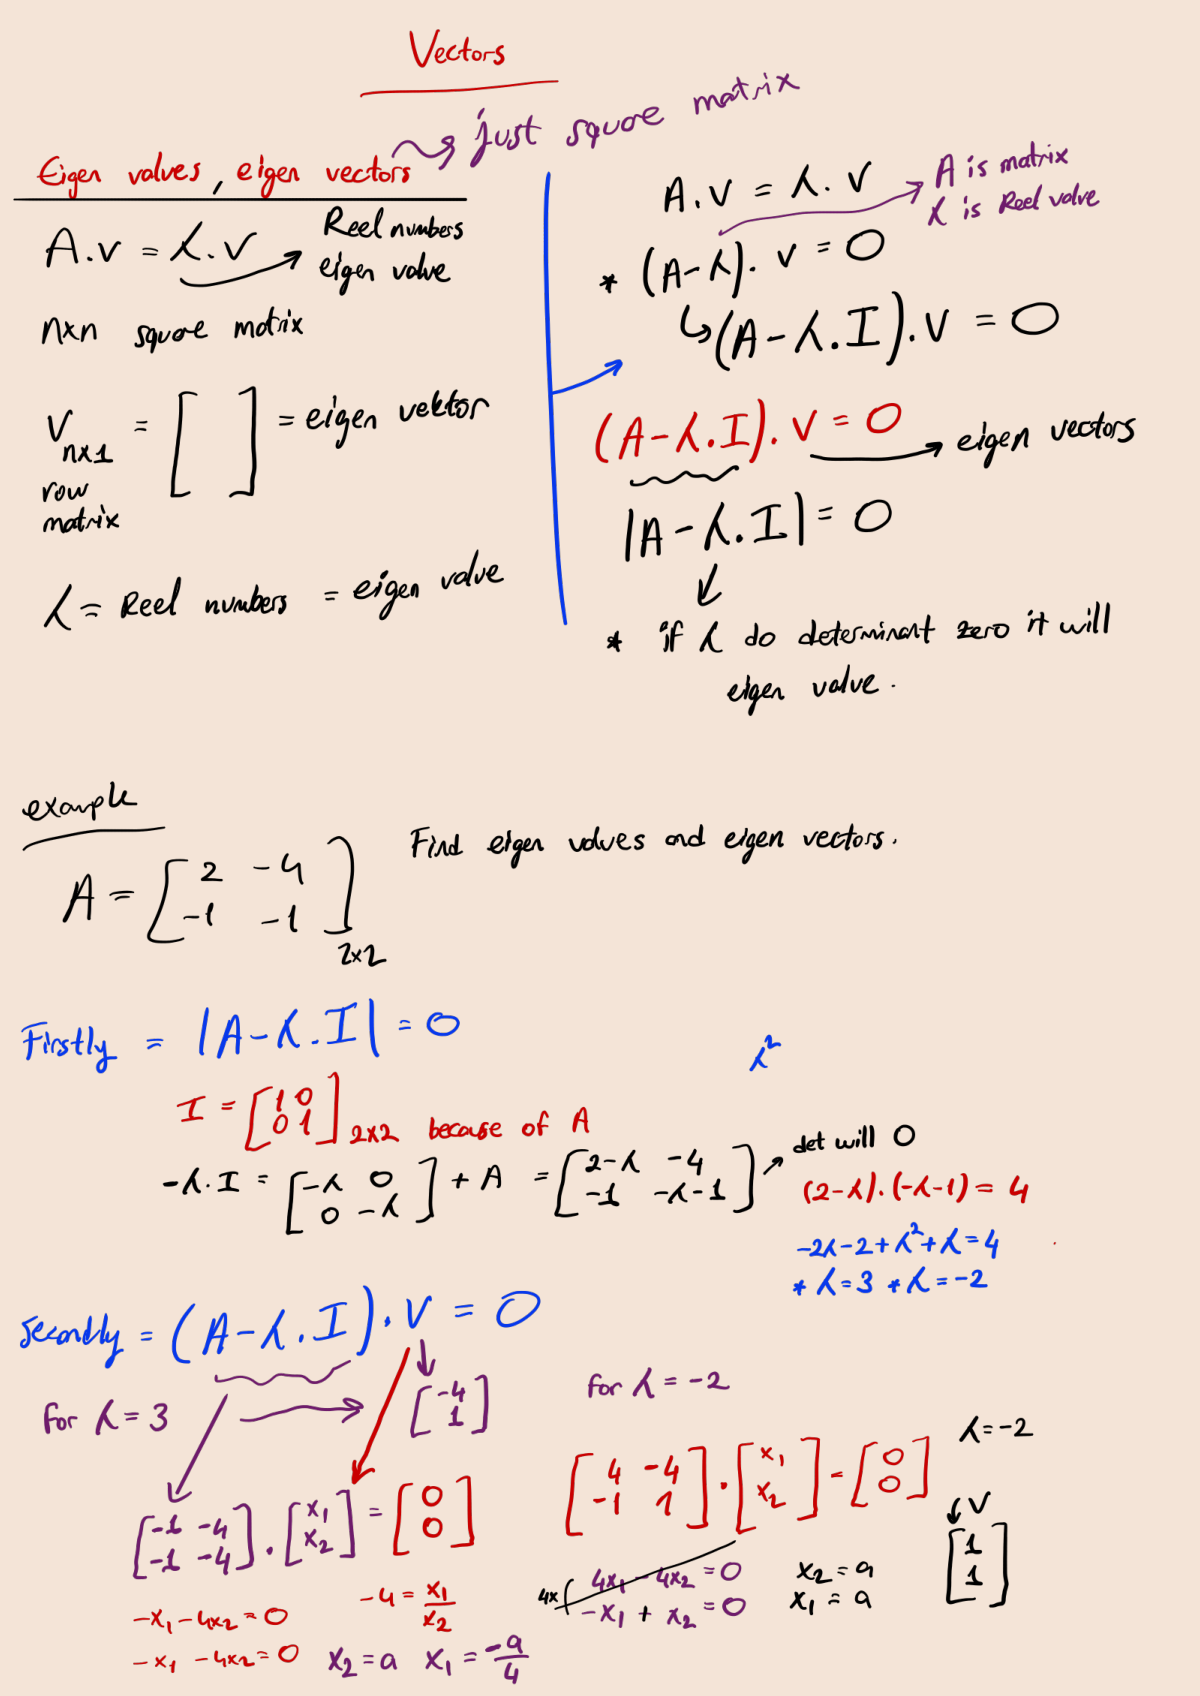 Vectors
just square matrix
Eigen values, eigen vectors
A.v = λ.v
Reel numbers
eigen value
nxn square matrix
V nx1 = [ ] = eigen vektor
row
matrix
λ = Reel numbers = eigen value
A.v = λ.v
A is matrix
λ is Reel value
* (A-λ).v = 0
(A-λ.I).v = 0
(A-λ.I).v = 0
eigen vectors
|A-λ.I| = 0
* if λ do determinant zero it will
eigen value.
example
A = [2 -4
-1 -1] 2x2
Find eigen values and eigen vectors.
Firstly = |A-λ.I| = 0
λ²
I = [1 0
0 1] 2x2 because of A
-λ.I = [-λ 0
0 -λ] + A = [2-λ -4
-1 -λ-1]
det will 0
(2-λ).(-λ-1) = 4
-2λ-2+λ²+λ=4
* λ=3 * λ=-2
Secondly = (A-λ.I).v = 0
for λ=3
[-4
1]
[-1 -4
-1 -4] . [x₁
x₂] = [0
0]
-x₁-4x₂=0
-x₁-4x₂=0
-4 = x₁/x₂
x₂=a x₁=-a/4
for λ=-2
λ=-2
[4 -4
-1 1] . [x₁
x₂] = [0
0]
v
[1
1]
4x ( 4x₁-4x₂=0
-x₁+x₂=0
x₂=a
x₁=a